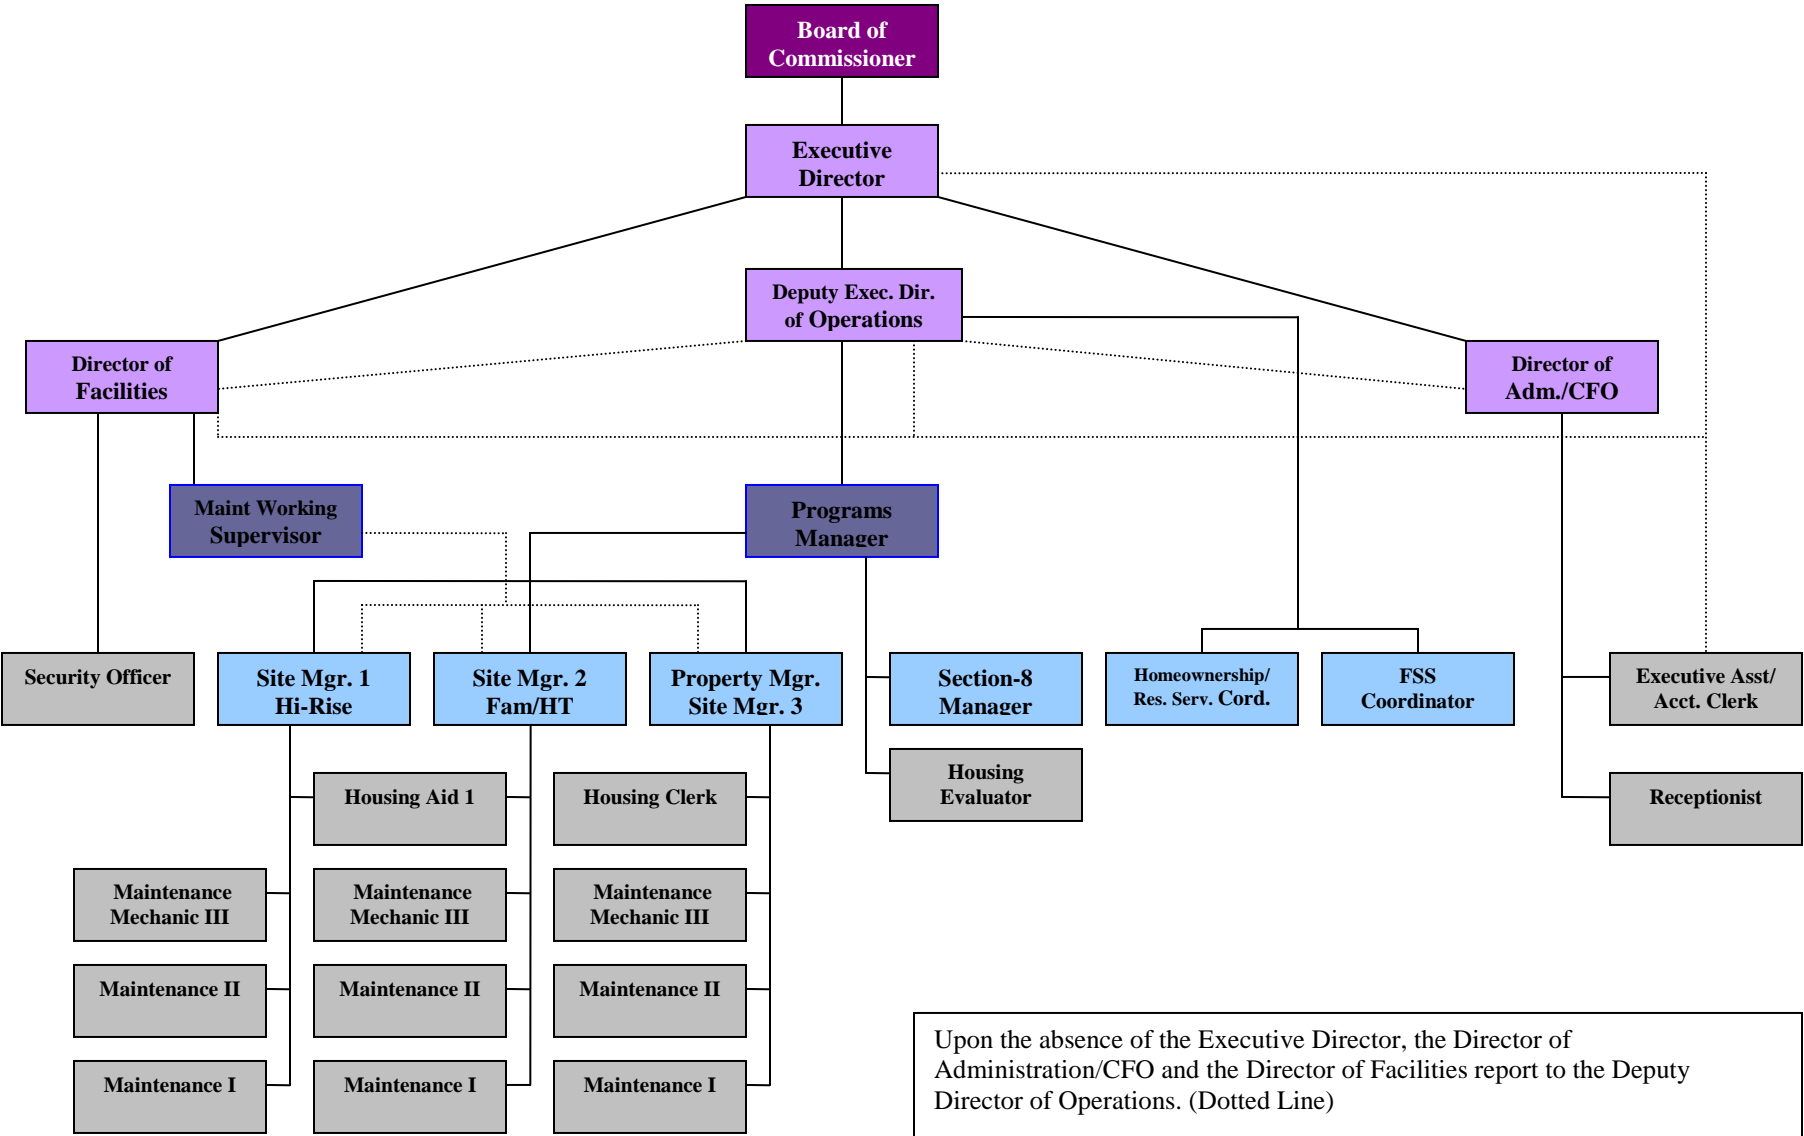 Board of
Commissioner
Executive
Director
Deputy Exec. Dir.
of Operations
Director of
Facilities
Director of
Adm./CFO
Maint Working
Supervisor
Programs
Manager
Security Officer
Site Mgr. 1
Hi-Rise
Site Mgr. 2
Fam/HT
Property Mgr.
Site Mgr. 3
Section-8
Manager
Homeownership/
Res. Serv. Cord.
FSS
Coordinator
Executive Asst/
Acct. Clerk
Housing Aid 1
Housing Clerk
Housing
Evaluator
Receptionist
Maintenance
Mechanic III
Maintenance
Mechanic III
Maintenance
Mechanic III
Maintenance II
Maintenance II
Maintenance II
Maintenance I
Maintenance I
Maintenance I
Upon the absence of the Executive Director, the Director of
Administration/CFO and the Director of Facilities report to the Deputy
Director of Operations. (Dotted Line)